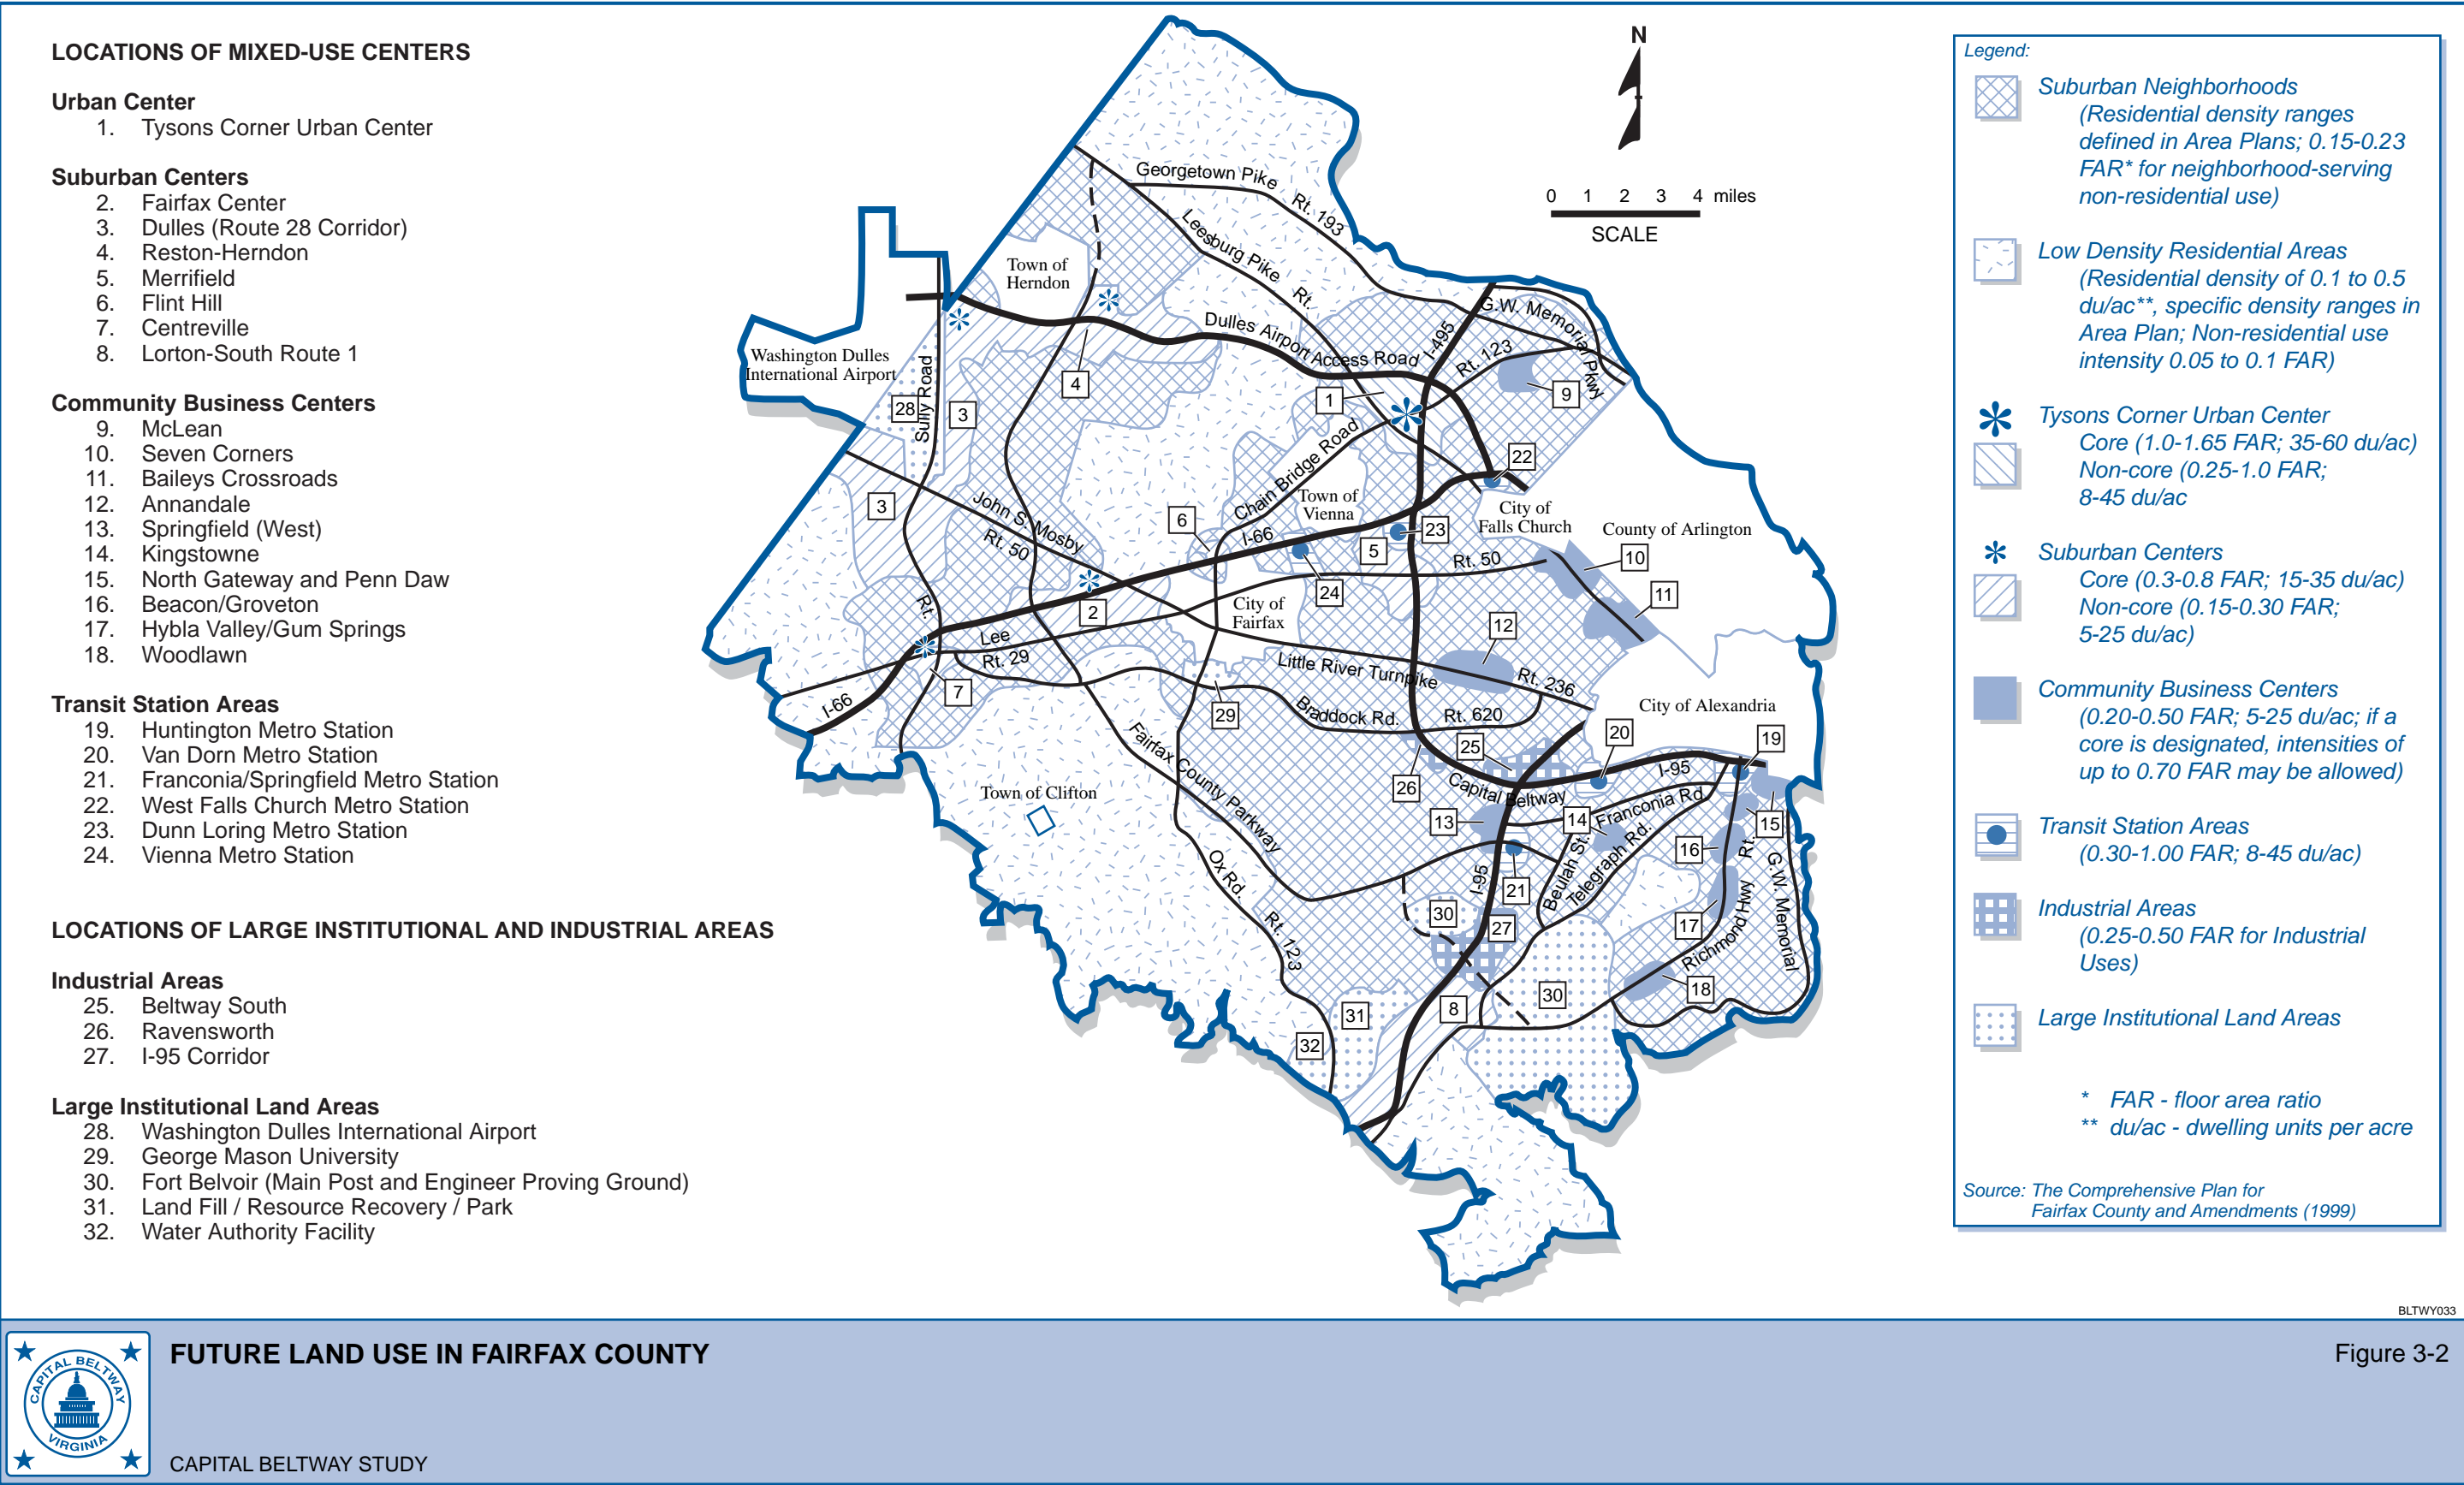 LOCATIONS OF MIXED-USE CENTERS
Urban Center
1. Tysons Corner Urban Center
Suburban Centers
2. Fairfax Center
3. Dulles (Route 28 Corridor)
4. Reston-Herndon
5. Merrifield
6. Flint Hill
7. Centreville
8. Lorton-South Route 1
Community Business Centers
9. McLean
10. Seven Corners
11. Baileys Crossroads
12. Annandale
13. Springfield (West)
14. Kingstowne
15. North Gateway and Penn Daw
16. Beacon/Groveton
17. Hybla Valley/Gum Springs
18. Woodlawn
Transit Station Areas
19. Huntington Metro Station
20. Van Dorn Metro Station
21. Franconia/Springfield Metro Station
22. West Falls Church Metro Station
23. Dunn Loring Metro Station
24. Vienna Metro Station
LOCATIONS OF LARGE INSTITUTIONAL AND INDUSTRIAL AREAS
Industrial Areas
25. Beltway South
26. Ravensworth
27. I-95 Corridor
Large Institutional Land Areas
28. Washington Dulles International Airport
29. George Mason University
30. Fort Belvoir (Main Post and Engineer Proving Ground)
31. Land Fill / Resource Recovery / Park
32. Water Authority Facility
N
0 1 2 3 4 miles
SCALE
Georgetown Pike
Rt. 193
Leesburg Pike
Rt.
Town of
Herndon
G.W. Memorial Pkwy
Dulles Airport Access Road
I-495
Rt. 123
Washington Dulles
International Airport
Sully Road
28
3
4
1
9
22
Chain Bridge Road
Town of
Vienna
City of
Falls Church
County of Arlington
3
John S. Mosby
Rt. 50
6
I-66
5
23
Rt. 50
10
24
11
Rt.
2
City of
Fairfax
12
Lee
Rt. 29
Little River Turnpike
Rt. 236
7
I-66
29
Braddock Rd.
Rt. 620
City of Alexandria
25
20
19
Fairfax County Parkway
26
Capital Beltway
I-95
Town of Clifton
13
14
Franconia Rd.
15
16
Rt.
Beulah St.
Telegraph Rd.
Ox Rd.
I-95
21
G.W. Memorial
Rt. 123
30
27
17
Richmond Hwy
18
31
8
30
32
Legend:
Suburban Neighborhoods
(Residential density ranges
defined in Area Plans; 0.15-0.23
FAR* for neighborhood-serving
non-residential use)
Low Density Residential Areas
(Residential density of 0.1 to 0.5
du/ac**, specific density ranges in
Area Plan; Non-residential use
intensity 0.05 to 0.1 FAR)
Tysons Corner Urban Center
Core (1.0-1.65 FAR; 35-60 du/ac)
Non-core (0.25-1.0 FAR;
8-45 du/ac
Suburban Centers
Core (0.3-0.8 FAR; 15-35 du/ac)
Non-core (0.15-0.30 FAR;
5-25 du/ac)
Community Business Centers
(0.20-0.50 FAR; 5-25 du/ac; if a
core is designated, intensities of
up to 0.70 FAR may be allowed)
Transit Station Areas
(0.30-1.00 FAR; 8-45 du/ac)
Industrial Areas
(0.25-0.50 FAR for Industrial
Uses)
Large Institutional Land Areas
* FAR - floor area ratio
** du/ac - dwelling units per acre
Source: The Comprehensive Plan for
Fairfax County and Amendments (1999)
BLTWY033
CAPITAL BELTWAY
VIRGINIA
FUTURE LAND USE IN FAIRFAX COUNTY
Figure 3-2
CAPITAL BELTWAY STUDY